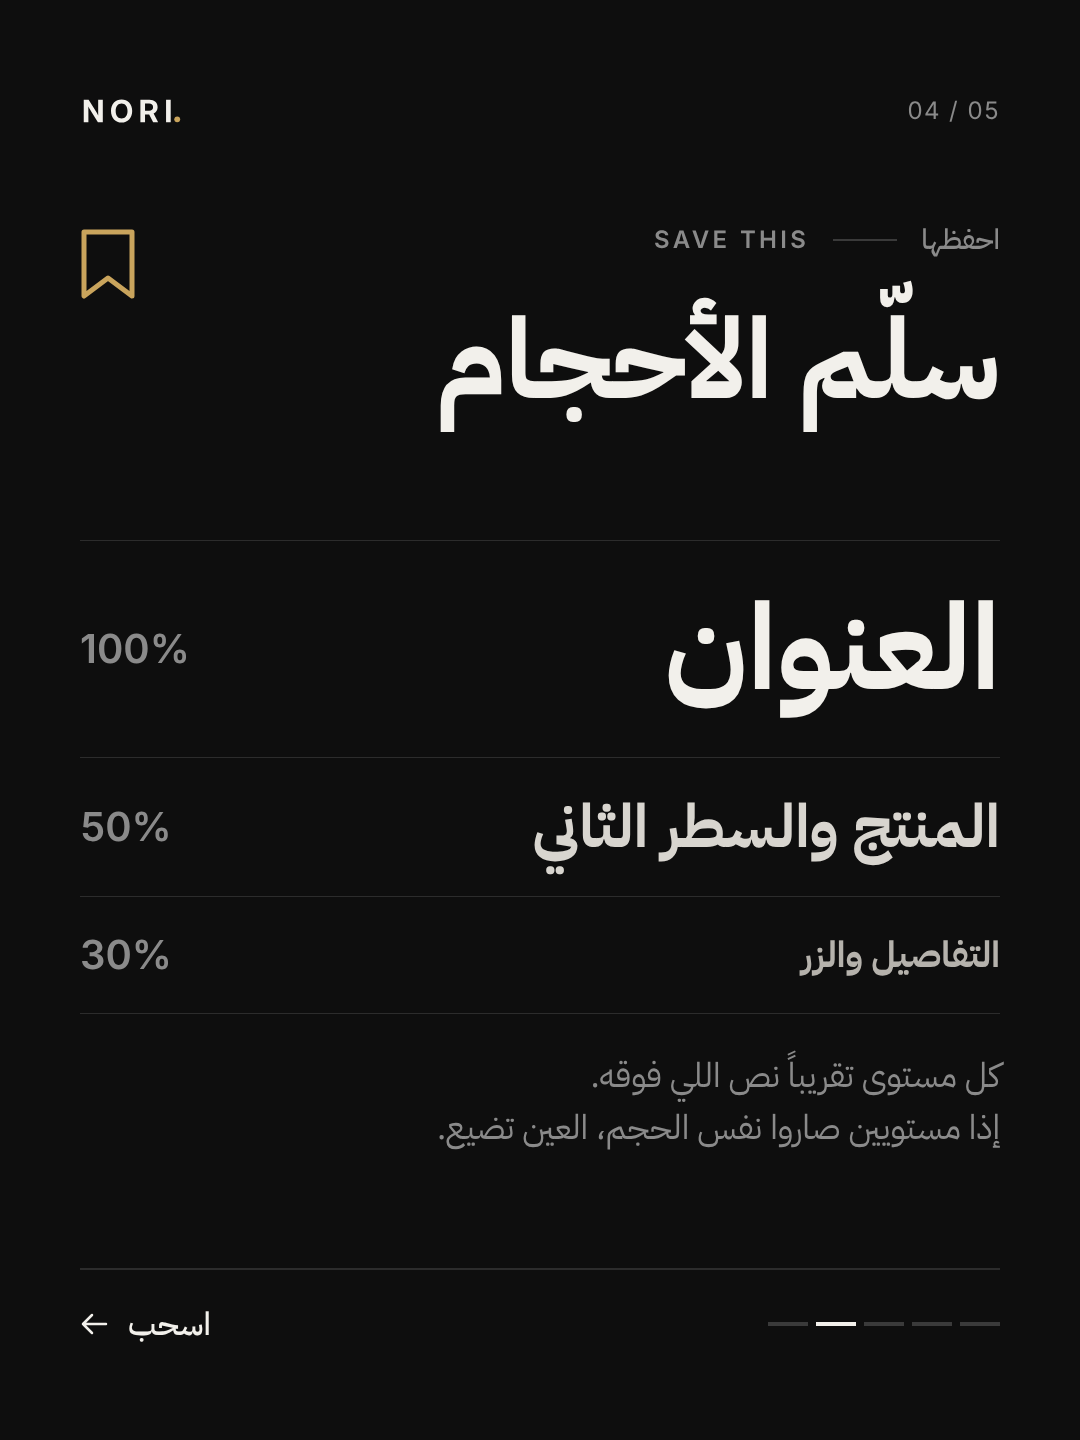 NORI.
04 / 05
احفظها — SAVE THIS
سلّم الأحجام
العنوان 100%
المنتج والسطر الثاني 50%
التفاصيل والزر 30%
كل مستوى تقريباً نص اللي فوقه.
إذا مستويين صاروا نفس الحجم، العين تضيع.
اسحب ←